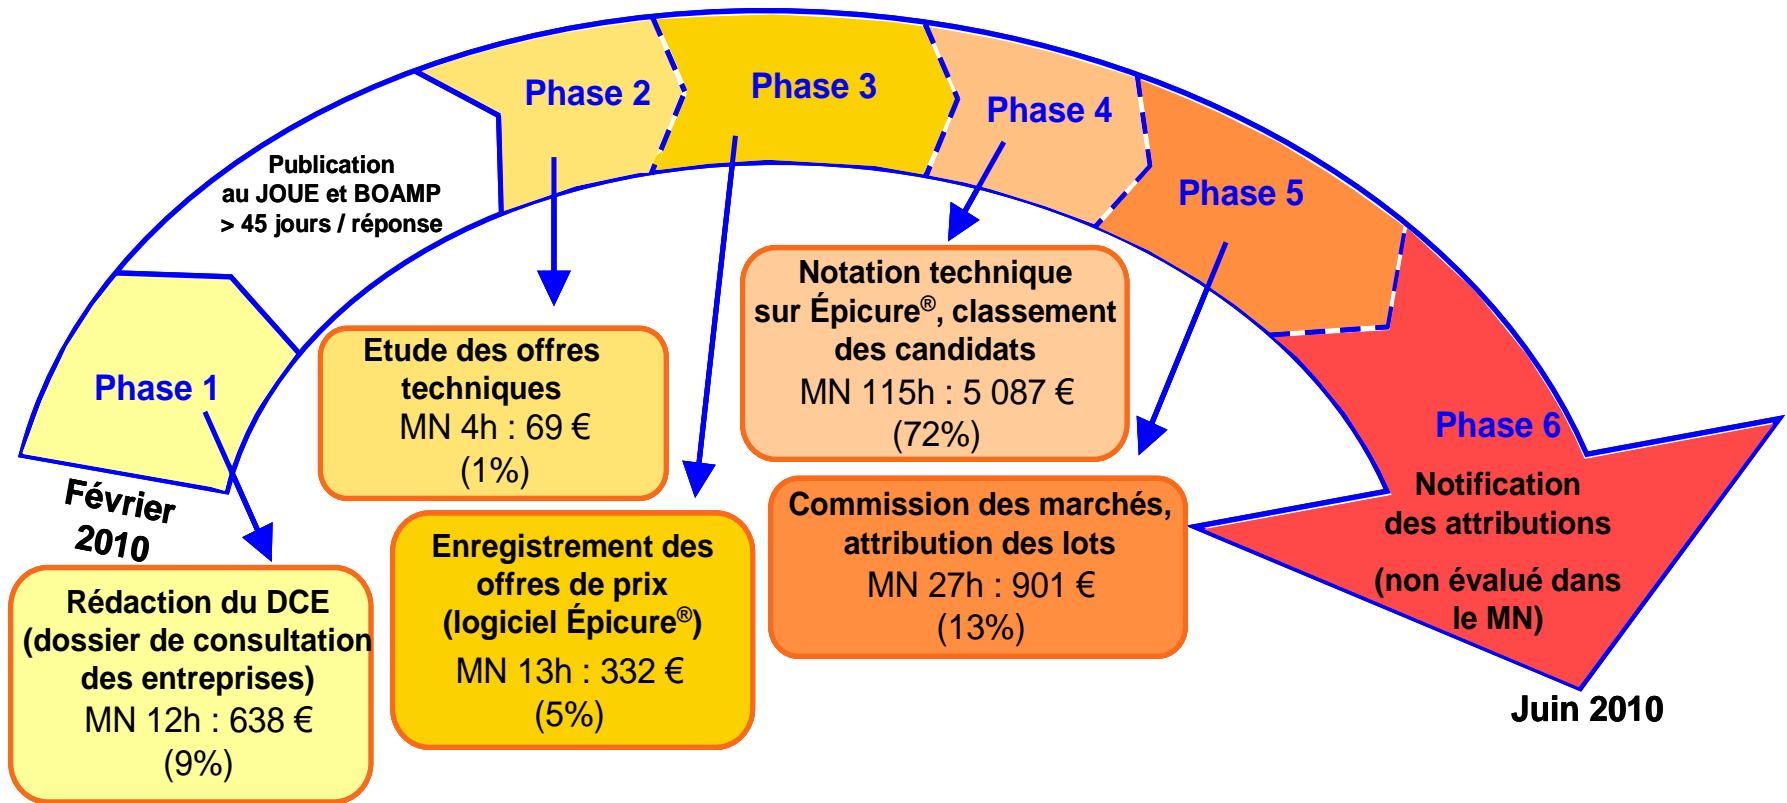 Phase 1
Publication
au JOUE et BOAMP
> 45 jours / réponse
Phase 2
Phase 3
Phase 4
Phase 5
Phase 6
Notification
des attributions
(non évalué dans
le MN)
Février
2010
Rédaction du DCE
(dossier de consultation
des entreprises)
MN 12h : 638 €
(9%)
Etude des offres
techniques
MN 4h : 69 €
(1%)
Enregistrement des
offres de prix
(logiciel Épicure®)
MN 13h : 332 €
(5%)
Notation technique
sur Épicure®, classement
des candidats
MN 115h : 5 087 €
(72%)
Commission des marchés,
attribution des lots
MN 27h : 901 €
(13%)
Juin 2010